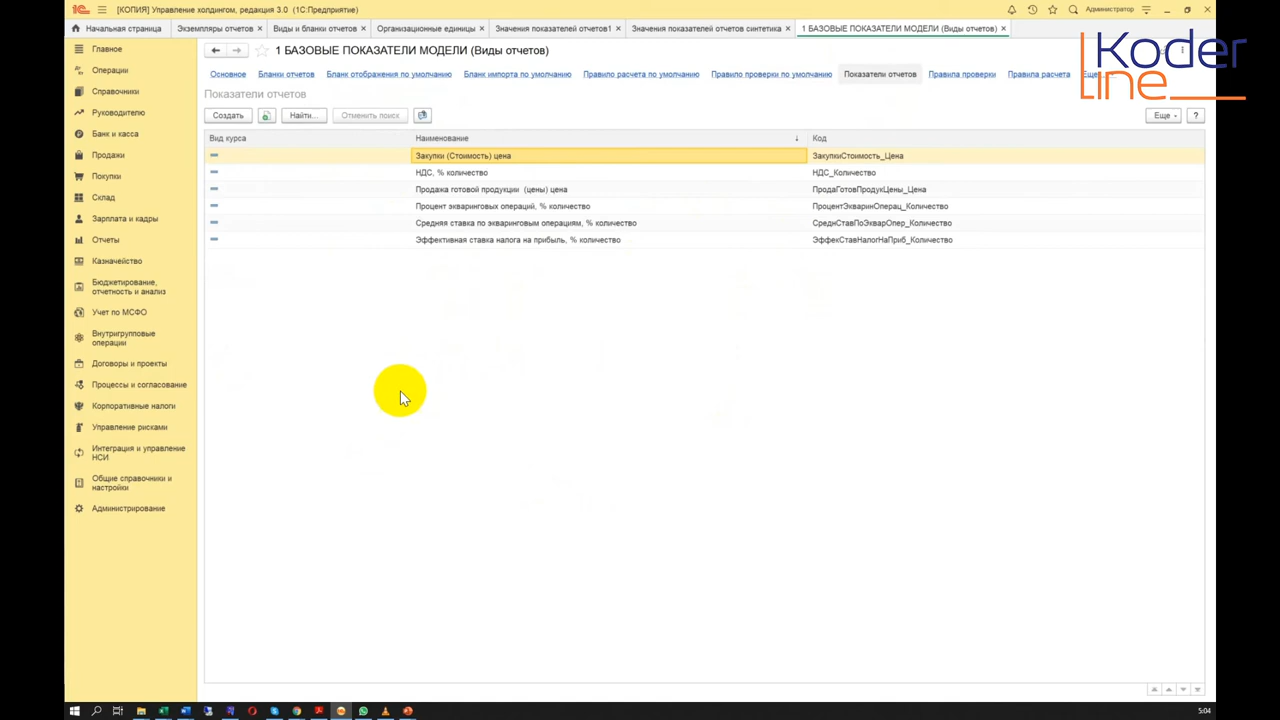 [КОПИЯ] Управление холдингом, редакция 3.0 (1С:Предприятие)
Администратор
Начальная страница
Экземпляры отчетов ×
Виды и бланки отчетов ×
Организационные единицы ×
Значения показателей отчетов1 ×
Значения показателей отчетов синтетика ×
1 БАЗОВЫЕ ПОКАЗАТЕЛИ МОДЕЛИ (Виды отчетов) ×
Koder
line
Главное
Операции
Справочники
Руководителю
Банк и касса
Продажи
Покупки
Склад
Зарплата и кадры
Отчеты
Казначейство
Бюджетирование,
отчетность и анализ
Учет по МСФО
Внутригрупповые
операции
Договоры и проекты
Процессы и согласование
Корпоративные налоги
Управление рисками
Интеграция и управление
НСИ
Общие справочники и
настройки
Администрирование
1 БАЗОВЫЕ ПОКАЗАТЕЛИ МОДЕЛИ (Виды отчетов)
Основное Бланки отчетов Бланк отображения по умолчанию Бланк импорта по умолчанию Правило расчета по умолчанию Правило проверки по умолчанию Показатели отчетов Правила проверки Правила расчета Еще
Показатели отчетов
Создать Найти... Отменить поиск Еще ?
Вид курса Наименование ↓ Код
Закупки (Стоимость) цена ЗакупкиСтоимость_Цена
НДС, % количество НДС_Количество
Продажа готовой продукции (цены) цена ПродаГотовПродукЦены_Цена
Процент эквaринговых операций, % количество ПроцентЭкваринОперац_Количество
Средняя ставка по эквaринговым операциям, % количество СреднСтавПоЭкварОпер_Количество
Эффективная ставка налога на прибыль, % количество ЭффекСтавНалогНаПриб_Количество
5:04